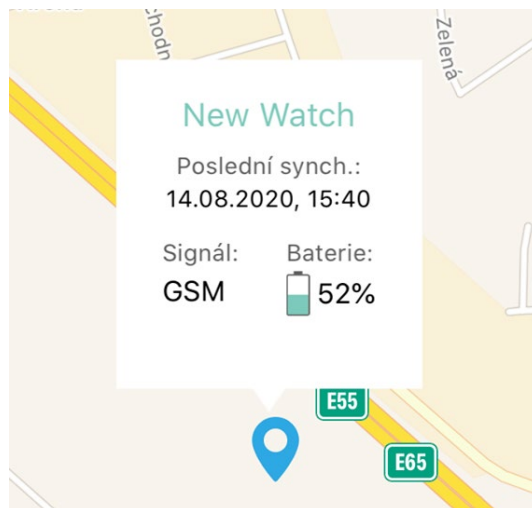 Zelená
New Watch
Poslední synch.:
14.08.2020, 15:40
Signál: Baterie:
GSM 52%
E55
E65